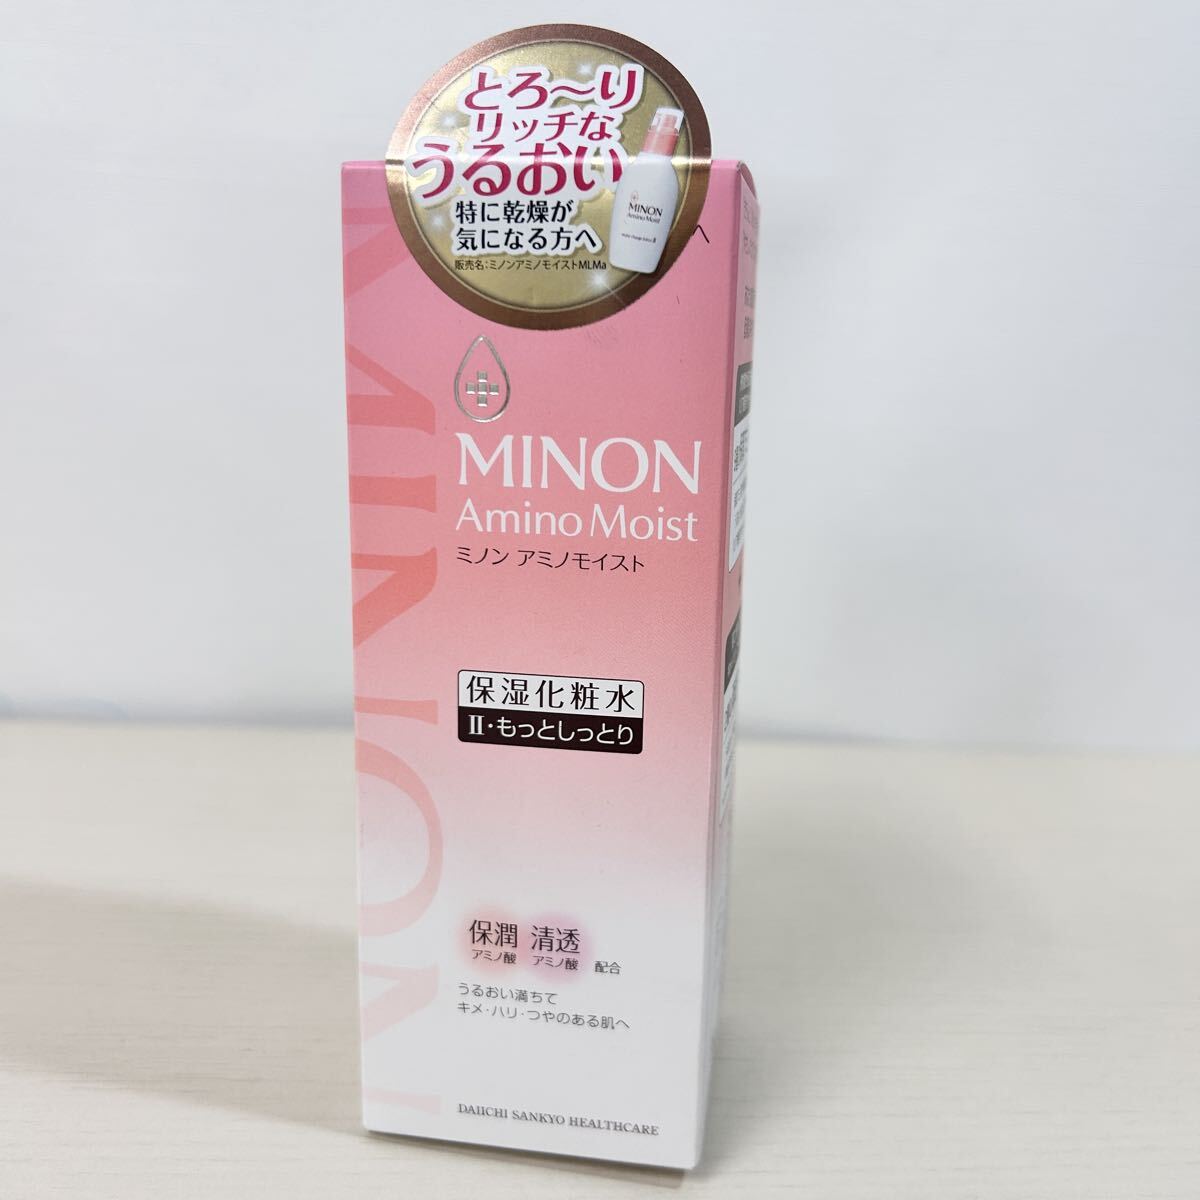 とろ～り
リッチな
うるおい
特に乾燥が
気になる方へ
販売名:ミノンアミノモイストMLMa
MINON
Amino Moist
MINON
MINON
Amino Moist
ミノン アミノモイスト
保湿化粧水
Ⅱ・もっとしっとり
保潤 清透
アミノ酸 アミノ酸 配合
うるおい満ちて
キメ・ハリ・つやのある肌へ
DAIICHI SANKYO HEALTHCARE